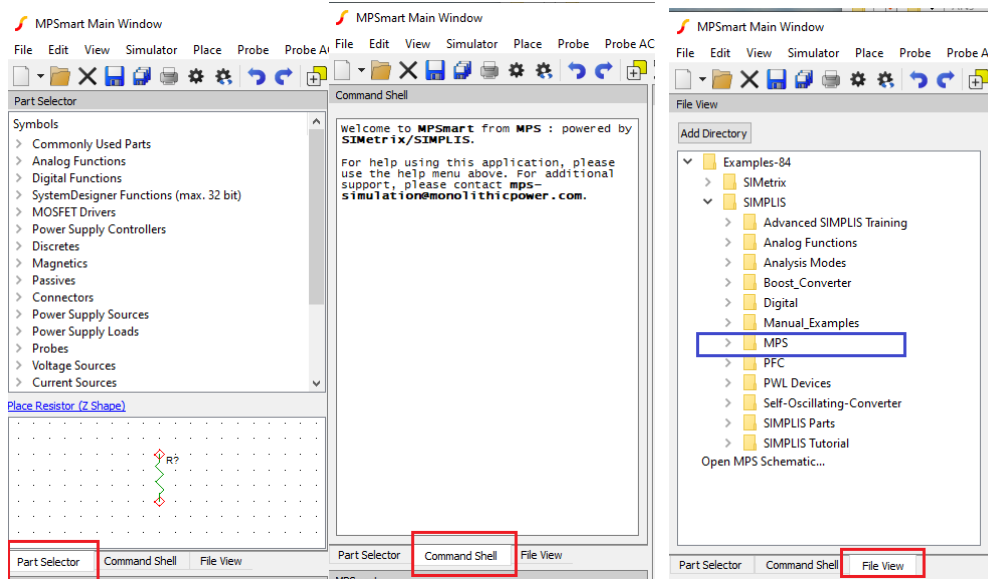 MPSmart Main Window
File Edit View Simulator Place Probe Probe A
Part Selector
Symbols
Commonly Used Parts
Analog Functions
Digital Functions
SystemDesigner Functions (max. 32 bit)
MOSFET Drivers
Power Supply Controllers
Discretes
Magnetics
Passives
Connectors
Power Supply Sources
Power Supply Loads
Probes
Voltage Sources
Current Sources
Place Resistor (Z Shape)
R?
Part Selector Command Shell File View
MPSmart Main Window
File Edit View Simulator Place Probe Probe AC
Command Shell
Welcome to MPSmart from MPS : powered by
SIMetrix/SIMPLIS.
For help using this application, please
use the help menu above. For additional
support, please contact mps-
simulation@monolithicpower.com.
Part Selector Command Shell File View
MPSmart Main Window
File Edit View Simulator Place Probe Probe A
File View
Add Directory
Examples-84
SIMetrix
SIMPLIS
Advanced SIMPLIS Training
Analog Functions
Analysis Modes
Boost_Converter
Digital
Manual_Examples
MPS
PFC
PWL Devices
Self-Oscillating-Converter
SIMPLIS Parts
SIMPLIS Tutorial
Open MPS Schematic...
Part Selector Command Shell File View